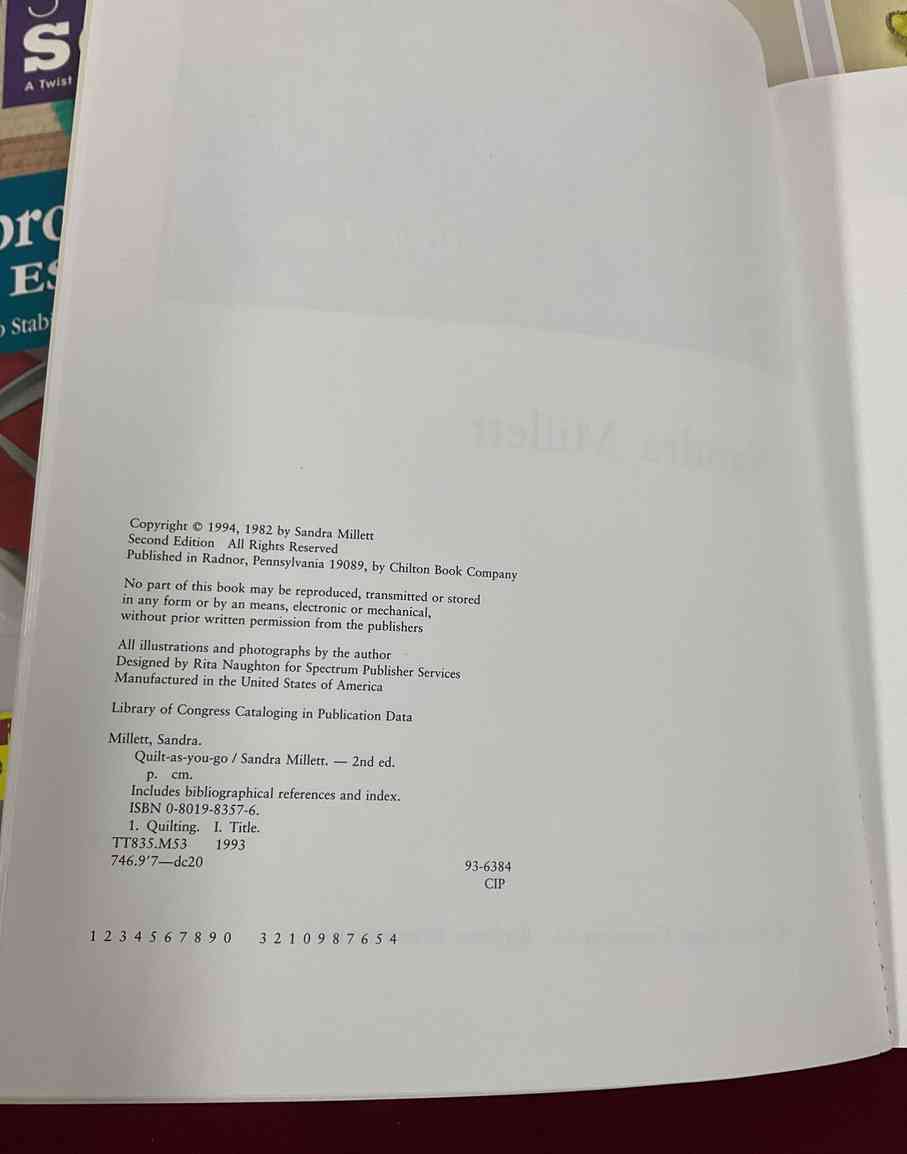 S
A Twist
Copyright © 1994, 1982 by Sandra Millett
Second Edition All Rights Reserved
Published in Radnor, Pennsylvania 19089, by Chilton Book Company
No part of this book may be reproduced, transmitted or stored
in any form or by an means, electronic or mechanical,
without prior written permission from the publishers
All illustrations and photographs by the author
Designed by Rita Naughton for Spectrum Publisher Services
Manufactured in the United States of America
Library of Congress Cataloging in Publication Data
Millett, Sandra.
Quilt-as-you-go / Sandra Millett. — 2nd ed.
p. cm.
Includes bibliographical references and index.
ISBN 0-8019-8357-6.
1. Quilting. I. Title.
TT835.M53 1993
746.9'7—dc20
93-6384
CIP
1 2 3 4 5 6 7 8 9 0 3 2 1 0 9 8 7 6 5 4